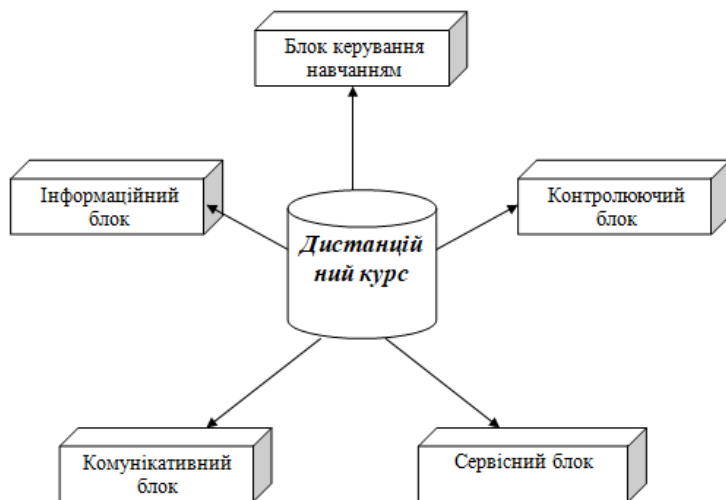 Блок керування
навчанням
Інформаційний
блок
Контролюючий
блок
Дистанцій
ний курс
Комунікативний
блок
Сервісний блок